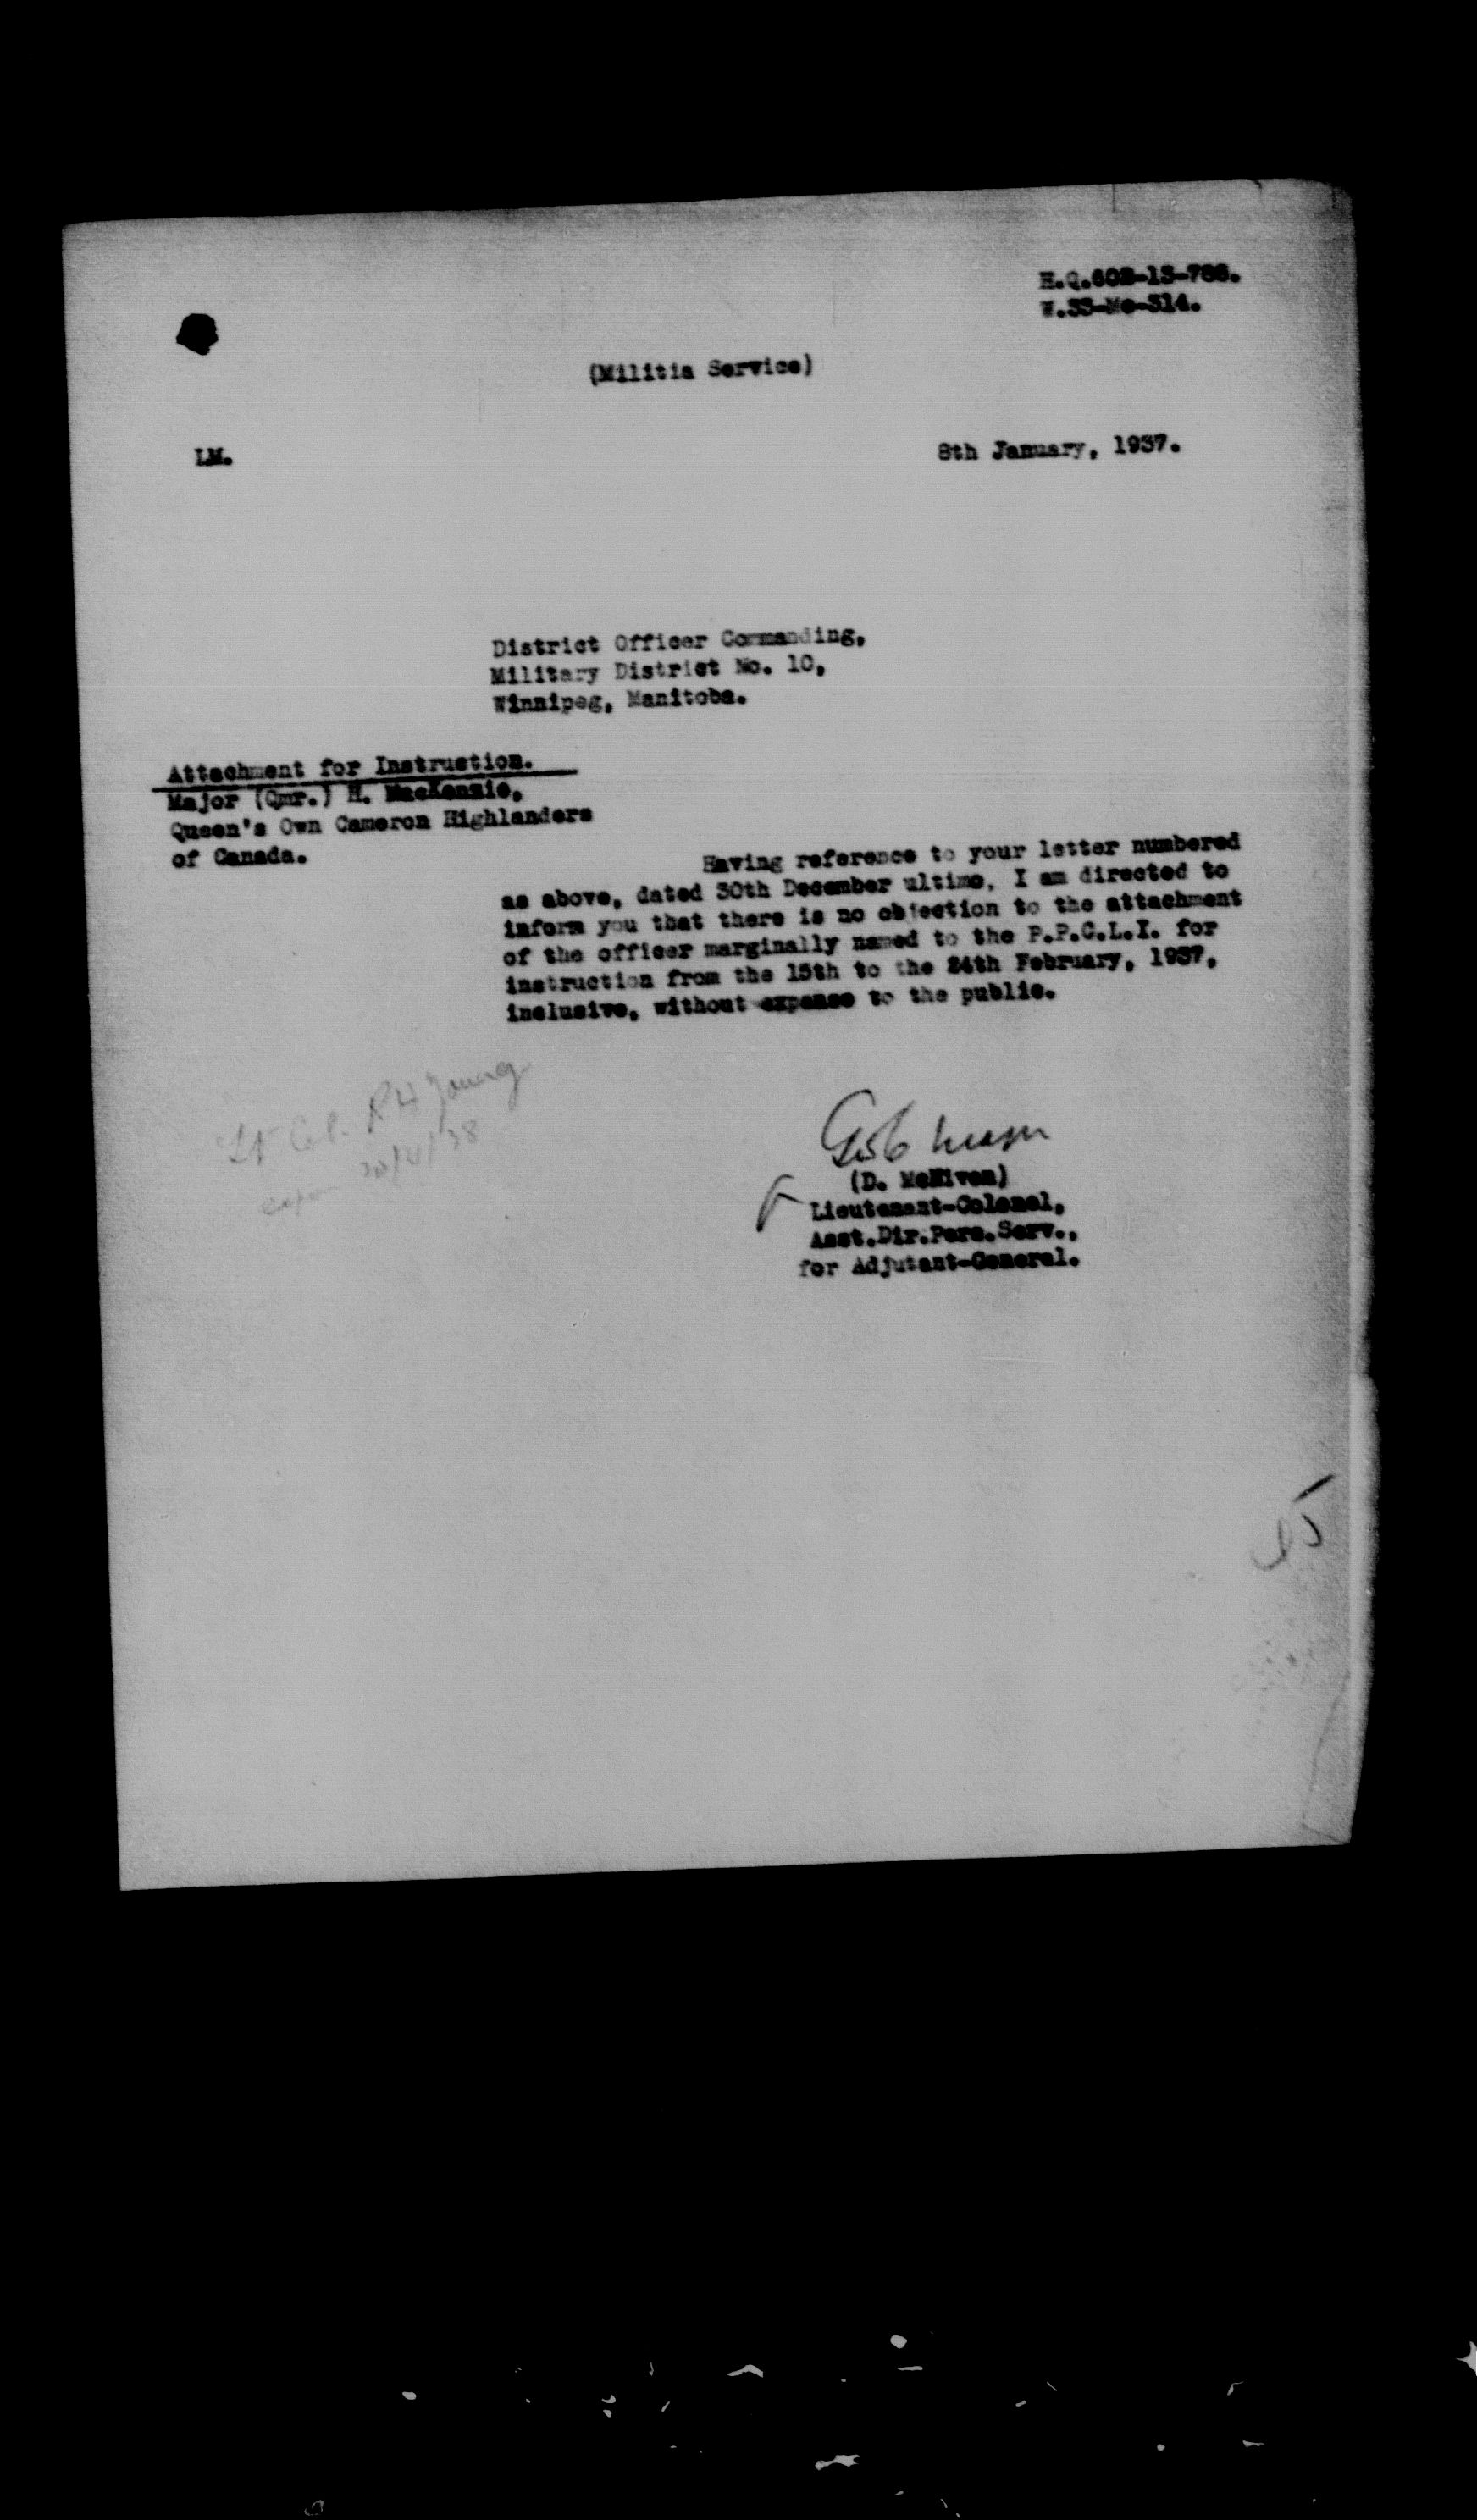 H.Q.602-13-786.
W.33-Mc-314.
(Militia Service)
LM.
8th January, 1937.
District Officer Commanding,
Military District No. 10,
Winnipeg, Manitoba.
Attachment for Instruction.
Major (Qmr.) H. MacKenzie,
Queen's Own Cameron Highlanders
of Canada.
Having reference to your letter numbered
as above, dated 30th December ultimo, I am directed to
inform you that there is no objection to the attachment
of the officer marginally named to the P.P.C.L.I. for
instruction from the 15th to the 24th February, 1937,
inclusive, without expense to the public.
Lt Col. R H Young
(D. McNiven)
Lieutenant-Colonel,
Asst.Dir.Pers.Serv.,
for Adjutant-General.